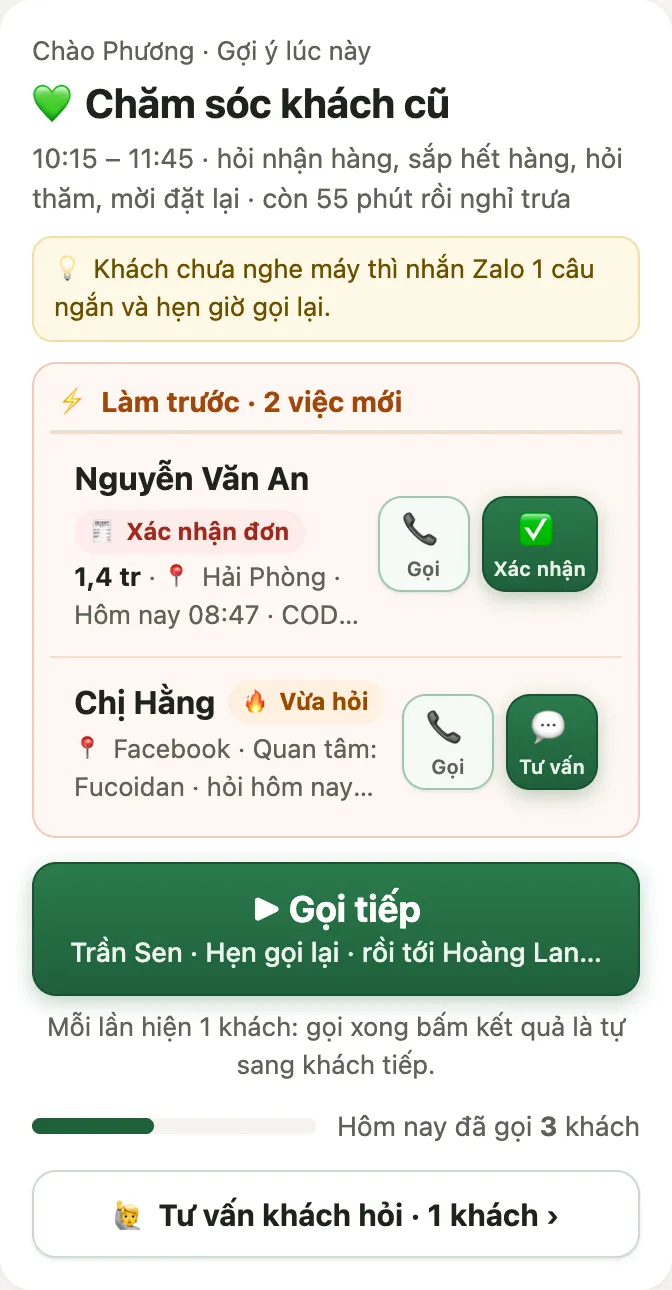 Chào Phương · Gợi ý lúc này
💚 Chăm sóc khách cũ
10:15 – 11:45 · hỏi nhận hàng, sắp hết hàng, hỏi
thăm, mời đặt lại · còn 55 phút rồi nghỉ trưa
💡 Khách chưa nghe máy thì nhắn Zalo 1 câu
ngắn và hẹn giờ gọi lại.
⚡ Làm trước · 2 việc mới
Nguyễn Văn An
🧾 Xác nhận đơn
1,4 tr · 📍 Hải Phòng ·
Hôm nay 08:47 · COD...
📞 Gọi
✅ Xác nhận
Chị Hằng 🔥 Vừa hỏi
📍 Facebook · Quan tâm:
Fucoidan · hỏi hôm nay...
📞 Gọi
💬 Tư vấn
▶ Gọi tiếp
Trần Sen · Hẹn gọi lại · rồi tới Hoàng Lan...
Mỗi lần hiện 1 khách: gọi xong bấm kết quả là tự
sang khách tiếp.
Hôm nay đã gọi 3 khách
🙋 Tư vấn khách hỏi · 1 khách ›